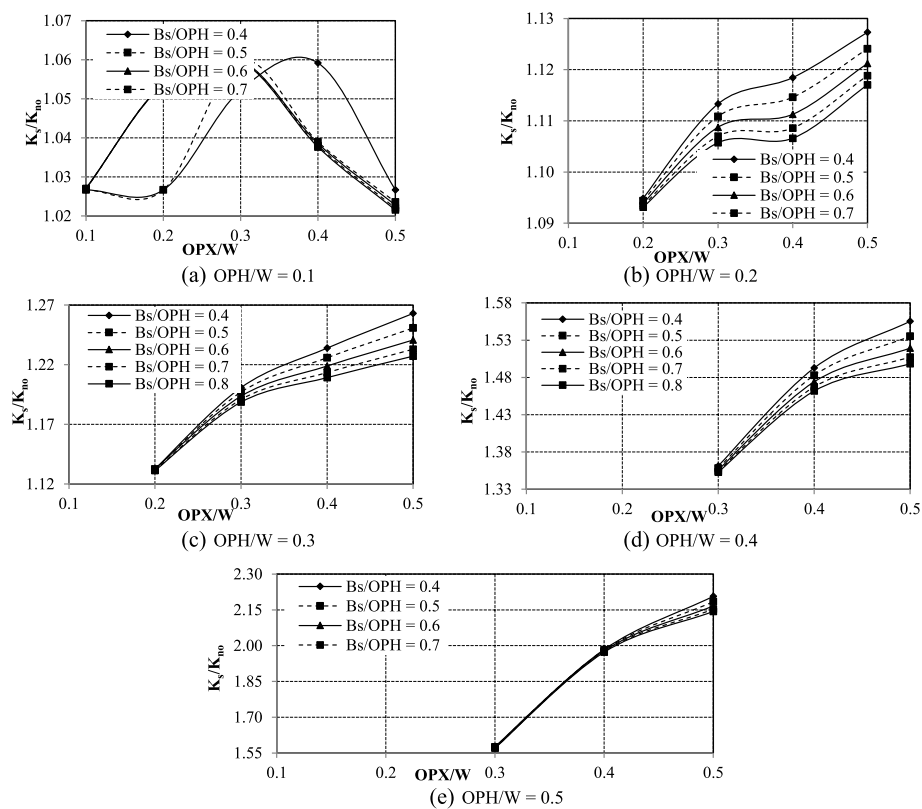 1.07
1.06
1.05
1.04
1.03
1.02
Ks/Kno
Bs/OPH = 0.4
Bs/OPH = 0.5
Bs/OPH = 0.6
Bs/OPH = 0.7
0.1 0.2 0.3 0.4 0.5
OPX/W
(a) OPH/W = 0.1
1.13
1.12
1.11
1.10
1.09
Ks/Kno
Bs/OPH = 0.4
Bs/OPH = 0.5
Bs/OPH = 0.6
Bs/OPH = 0.7
0.1 0.2 0.3 0.4 0.5
OPX/W
(b) OPH/W = 0.2
1.27
1.22
1.17
1.12
Ks/Kno
Bs/OPH = 0.4
Bs/OPH = 0.5
Bs/OPH = 0.6
Bs/OPH = 0.7
Bs/OPH = 0.8
0.1 0.2 0.3 0.4 0.5
OPX/W
(c) OPH/W = 0.3
1.58
1.53
1.48
1.43
1.38
1.33
Ks/Kno
Bs/OPH = 0.4
Bs/OPH = 0.5
Bs/OPH = 0.6
Bs/OPH = 0.7
Bs/OPH = 0.8
0.1 0.2 0.3 0.4 0.5
OPX/W
(d) OPH/W = 0.4
2.30
2.15
2.00
1.85
1.70
1.55
Ks/Kno
Bs/OPH = 0.4
Bs/OPH = 0.5
Bs/OPH = 0.6
Bs/OPH = 0.7
0.1 0.2 0.3 0.4 0.5
OPX/W
(e) OPH/W = 0.5